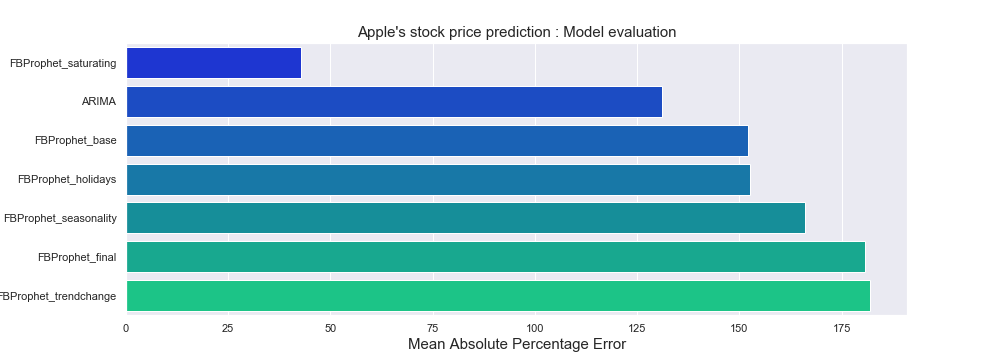 Apple's stock price prediction : Model evaluation
FBProphet_saturating
ARIMA
FBProphet_base
FBProphet_holidays
FBProphet_seasonality
FBProphet_final
FBProphet_trendchange
0 25 50 75 100 125 150 175
Mean Absolute Percentage Error